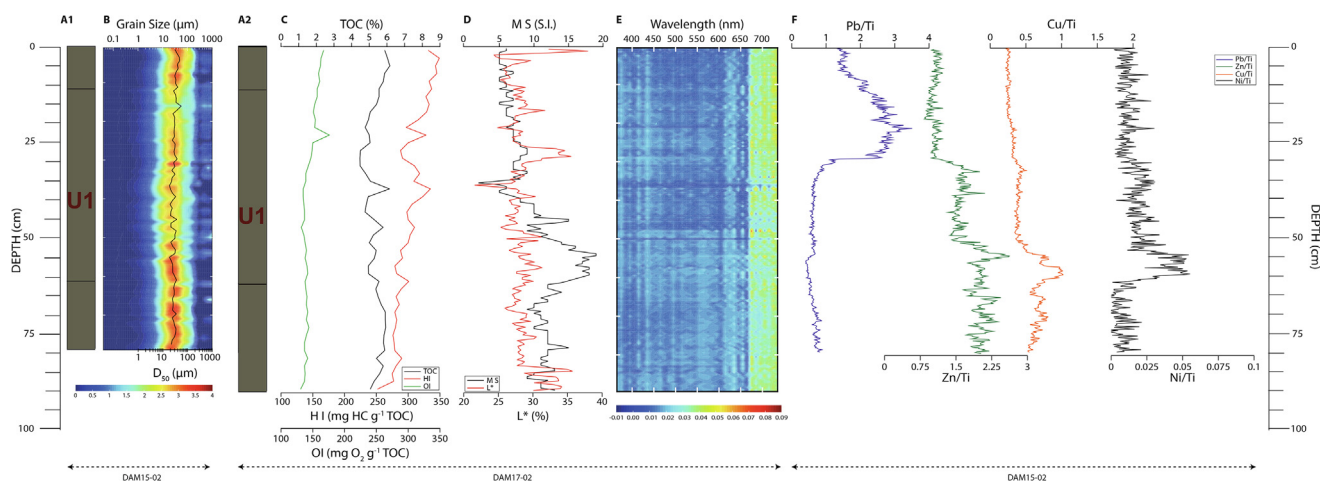 A1
B
Grain Size (µm)
0.1 1 10 100 1000
A2
C
TOC (%)
0 1 2 3 4 5 6 7 8 9
D
M S (S.I.)
0 5 10 15 20
E
Wavelength (nm)
400 450 500 550 600 650 700
F
Pb/Ti
0 1 2 3 4
Cu/Ti
0 1 2
0
25
50
75
100
DEPTH (cm)
U1
U1
1 10 100 1000
D50 (µm)
0 0.5 1 1.5 2 2.5 3 3.5 4
TOC
HI
OI
100 150 200 250 300 350
H I (mg HC g-1 TOC)
100 150 200 250 300 350
OI (mg O2 g-1 TOC)
M S
L*
20 25 30 35 40
L* (%)
-0.01 0.00 0.01 0.02 0.03 0.04 0.05 0.06 0.07 0.08 0.09
Pb/Ti
Zn/Ti
Cu/Ti
Ni/Ti
0 0.75 1.5 2.25 3
Zn/Ti
0 0.025 0.05 0.075 0.1
Ni/Ti
0
25
50
75
100
DEPTH (cm)
DAM15-02
DAM17-02
DAM15-02